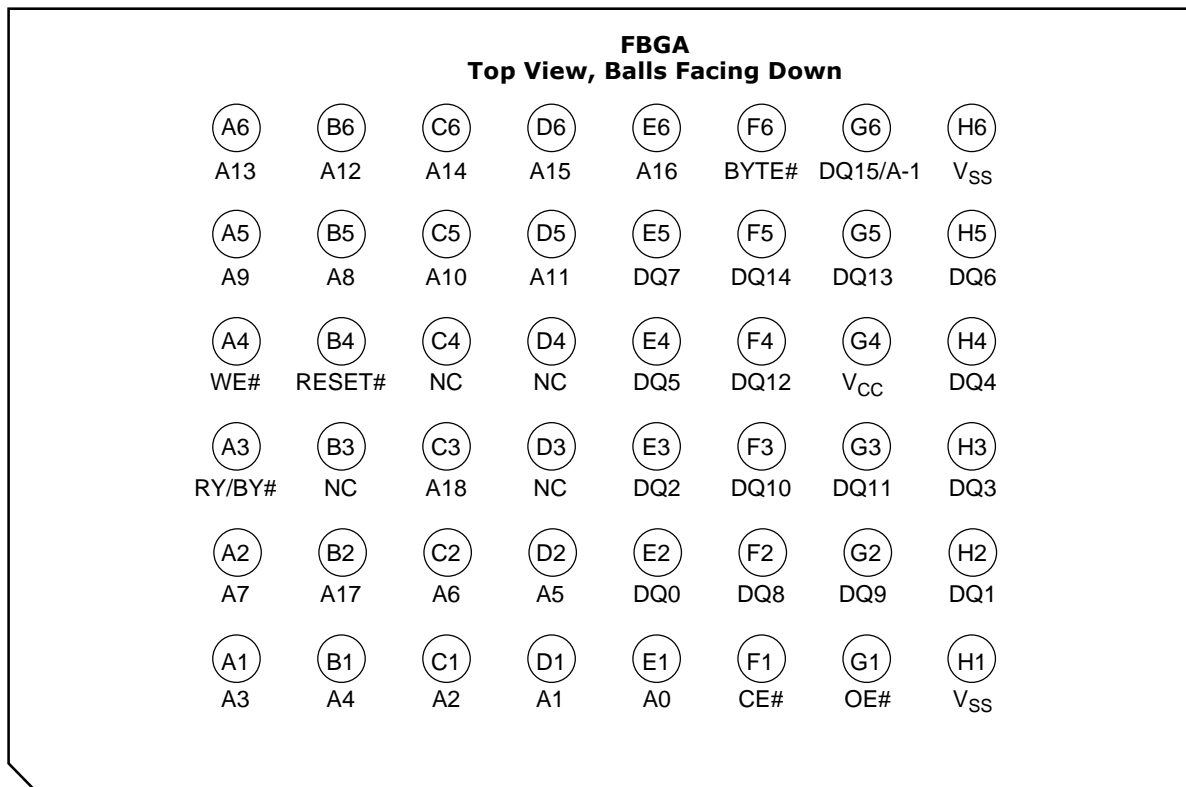 FBGA
Top View, Balls Facing Down
A6 B6 C6 D6 E6 F6 G6 H6
A13 A12 A14 A15 A16 BYTE# DQ15/A-1 VSS
A5 B5 C5 D5 E5 F5 G5 H5
A9 A8 A10 A11 DQ7 DQ14 DQ13 DQ6
A4 B4 C4 D4 E4 F4 G4 H4
WE# RESET# NC NC DQ5 DQ12 VCC DQ4
A3 B3 C3 D3 E3 F3 G3 H3
RY/BY# NC A18 NC DQ2 DQ10 DQ11 DQ3
A2 B2 C2 D2 E2 F2 G2 H2
A7 A17 A6 A5 DQ0 DQ8 DQ9 DQ1
A1 B1 C1 D1 E1 F1 G1 H1
A3 A4 A2 A1 A0 CE# OE# VSS